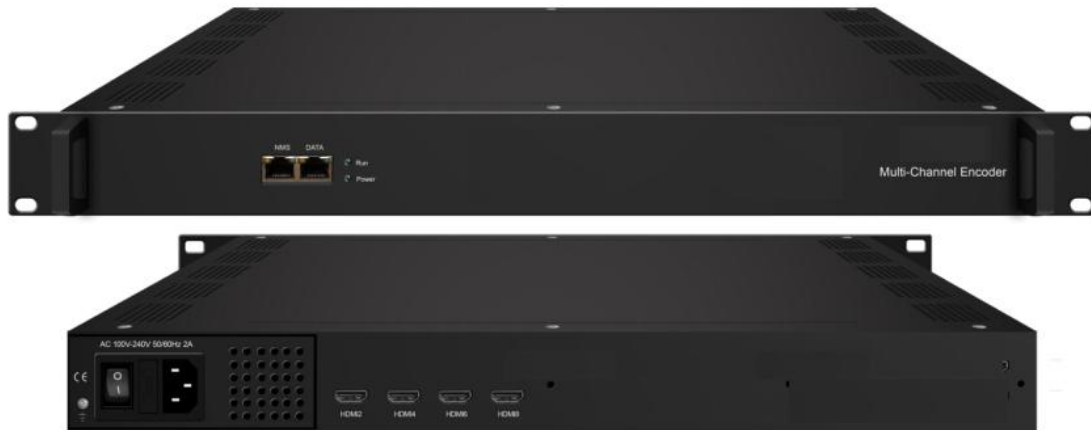 NMS DATA
Run
Power
Multi-Channel Encoder
AC 100V-240V 50/60Hz 2A
CE
O
I
HDMI2 HDMI4 HDMI6 HDMI8